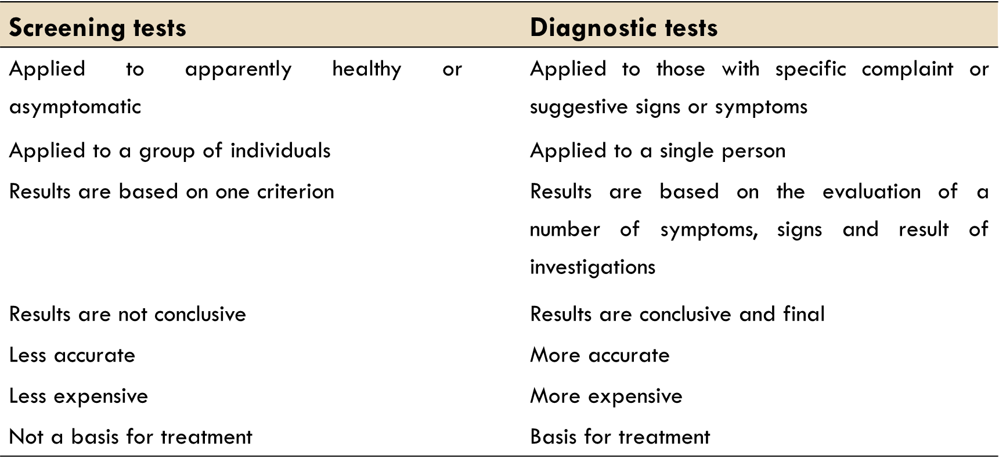 Screening tests
Diagnostic tests
Applied to apparently healthy or
asymptomatic
Applied to those with specific complaint or
suggestive signs or symptoms
Applied to a group of individuals
Applied to a single person
Results are based on one criterion
Results are based on the evaluation of a
number of symptoms, signs and result of
investigations
Results are not conclusive
Results are conclusive and final
Less accurate
More accurate
Less expensive
More expensive
Not a basis for treatment
Basis for treatment